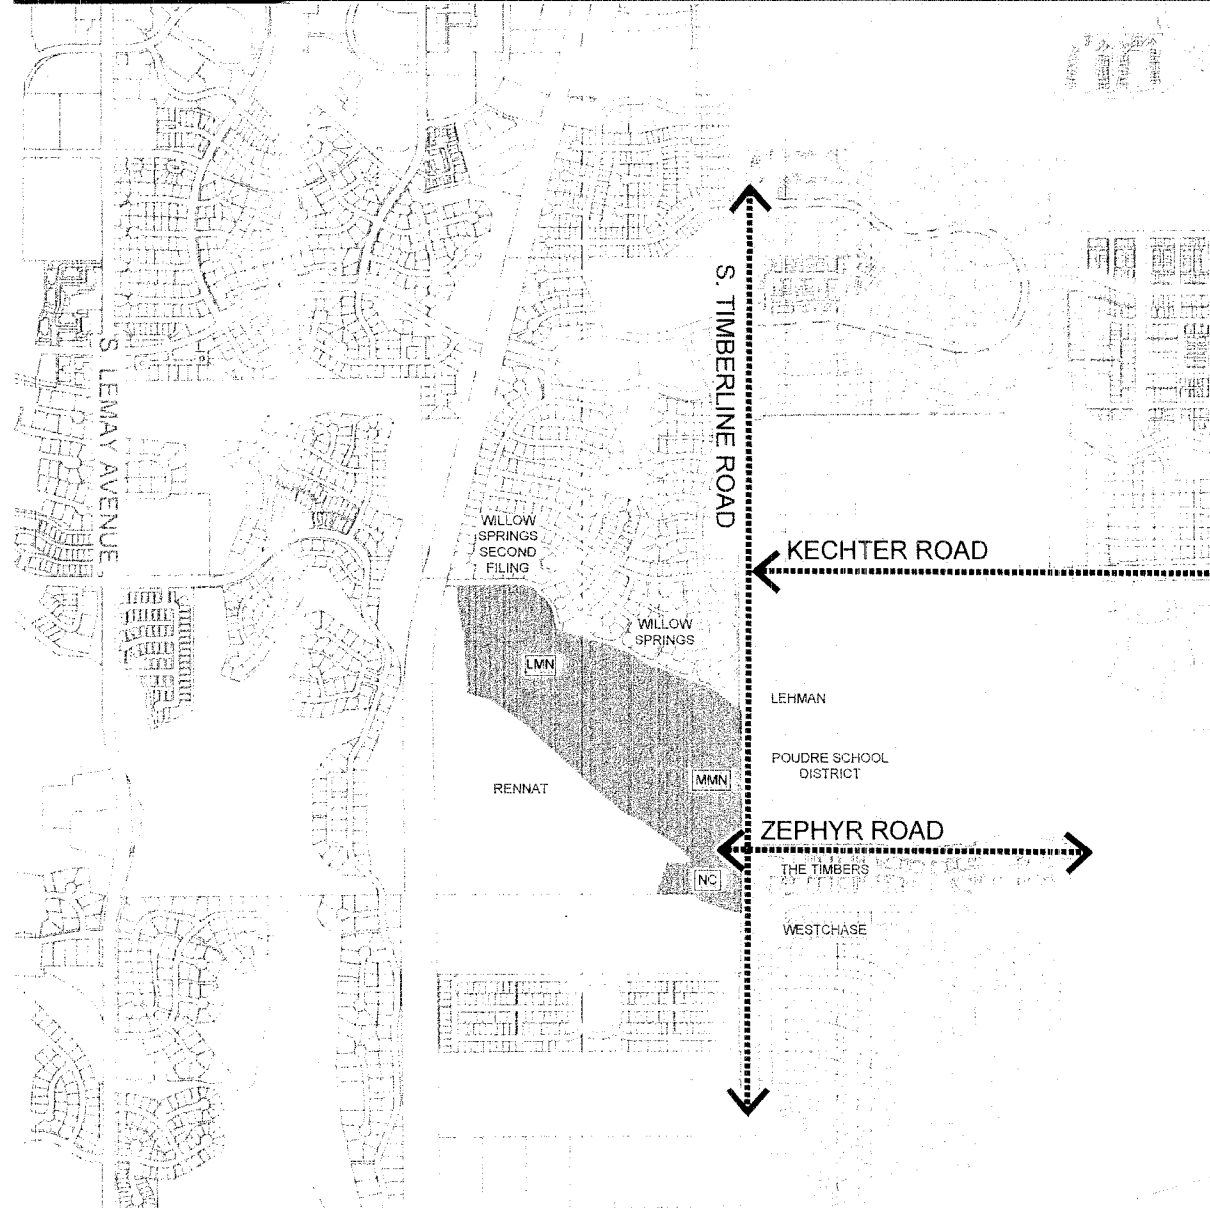 S. TIMBERLINE ROAD
S LEMAY AVENUE
WILLOW
SPRINGS
SECOND
FILING
KECHTER ROAD
WILLOW
SPRINGS
LMN
LEHMAN
POUDRE SCHOOL
DISTRICT
MMN
RENNAT
ZEPHYR ROAD
THE TIMBERS
NC
WESTCHASE